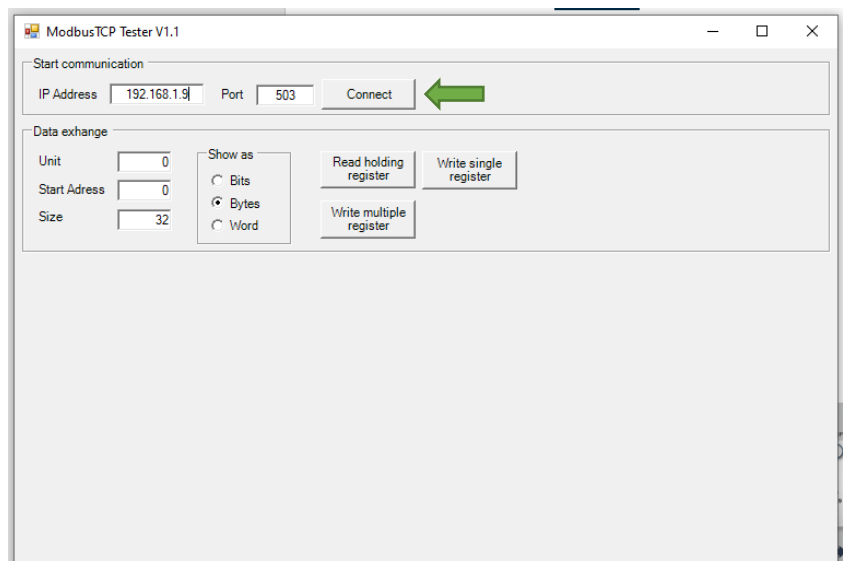 ModbusTCP Tester V1.1
Start communication
IP Address 192.168.1.9 Port 503 Connect
Data exhange
Unit 0
Start Adress 0
Size 32
Show as
Bits
Bytes
Word
Read holding
register
Write single
register
Write multiple
register